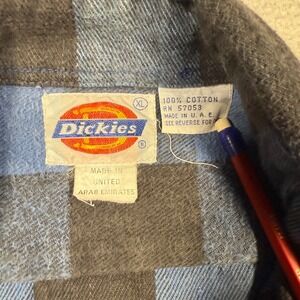 XL
Dickies
®
MADE IN
UNITED
ARAB EMIRATES
100% COTTON
RN 57053
MADE IN U.A.E.
SEE REVERSE FOR